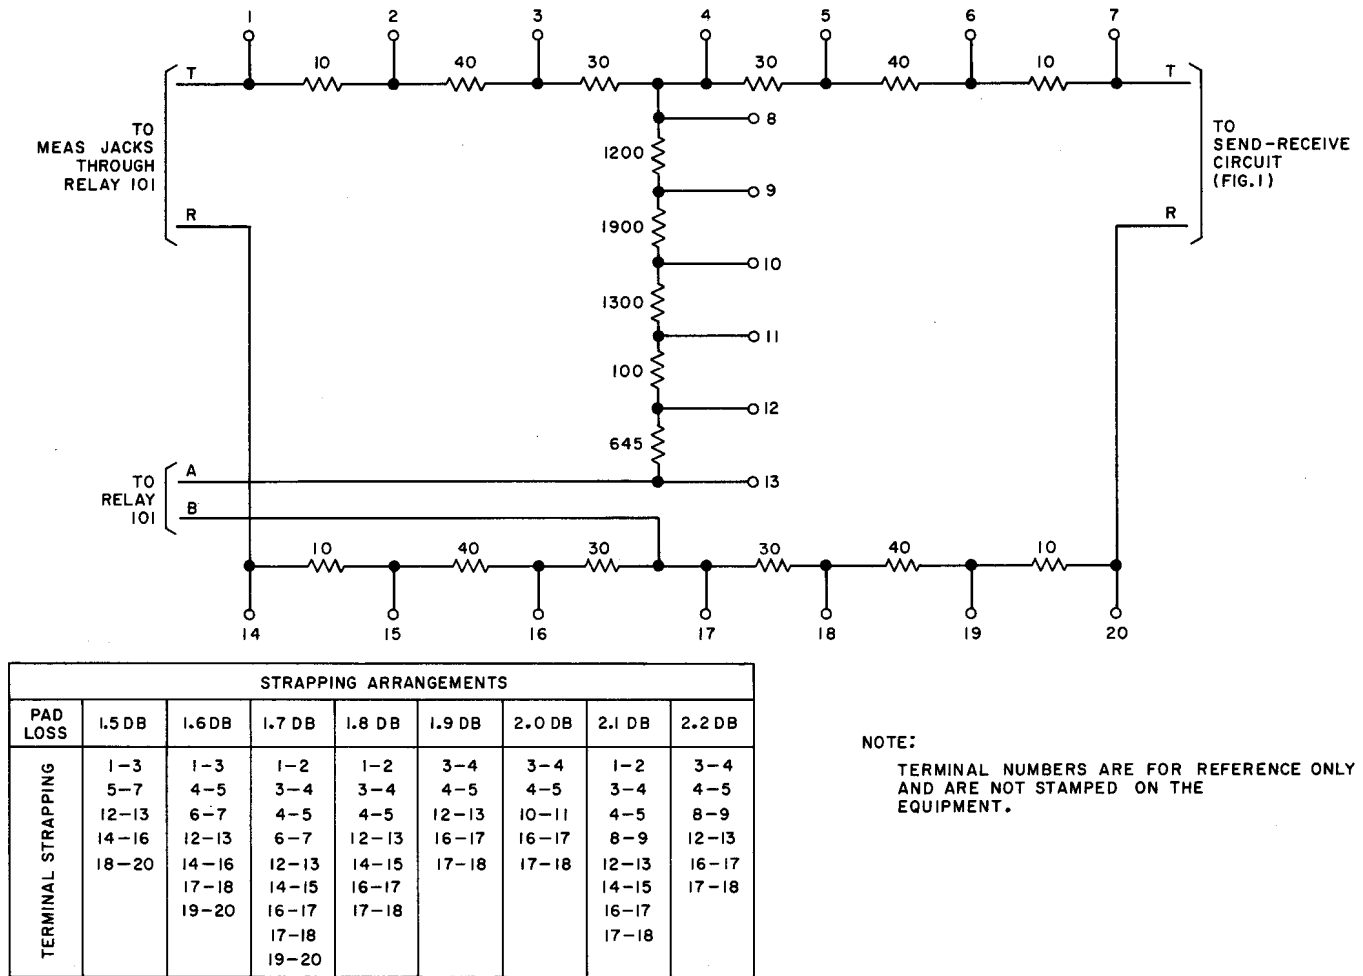 1 2 3 4 5 6 7
10 40 30 30 40 10
T T
TO
MEAS JACKS
THROUGH
RELAY 101
TO
SEND-RECEIVE
CIRCUIT
(FIG.1)
R R
8
1200
9
1900
10
1300
11
100
12
645
13
TO
RELAY
101
A
B
10 40 30 30 40 10
14 15 16 17 18 19 20
STRAPPING ARRANGEMENTS
PAD LOSS 1.5 DB 1.6 DB 1.7 DB 1.8 DB 1.9 DB 2.0 DB 2.1 DB 2.2 DB
TERMINAL STRAPPING
1-3 1-3 1-2 1-2 3-4 3-4 1-2 3-4
5-7 4-5 3-4 3-4 4-5 4-5 3-4 4-5
12-13 6-7 4-5 4-5 12-13 10-11 4-5 8-9
14-16 12-13 6-7 12-13 16-17 16-17 8-9 12-13
18-20 14-16 12-13 14-15 17-18 17-18 12-13 16-17
17-18 14-15 16-17 14-15 17-18
19-20 16-17 17-18 16-17
17-18 17-18
19-20
NOTE:
TERMINAL NUMBERS ARE FOR REFERENCE ONLY
AND ARE NOT STAMPED ON THE
EQUIPMENT.